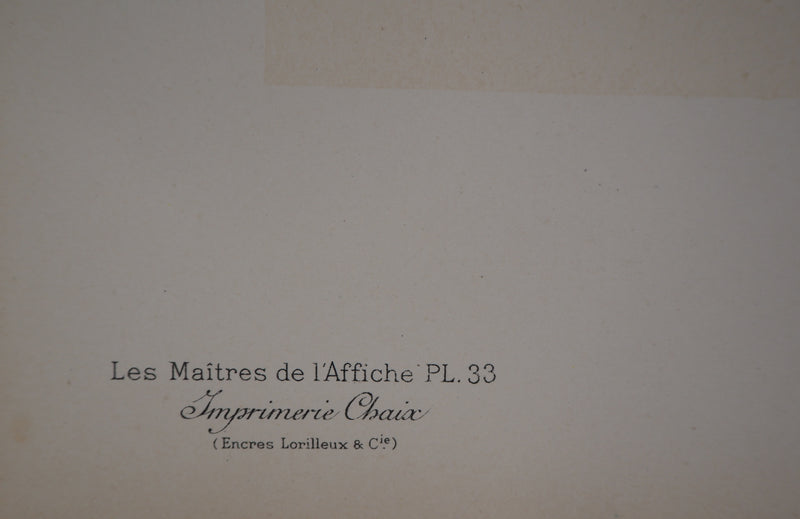 Les Maîtres de l'Affiche PL. 33
Imprimerie Chaix
(Encres Lorilleux & Cie)